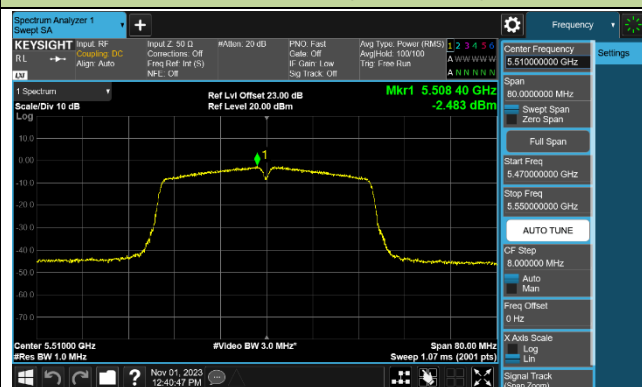 Spectrum Analyzer 1
Swept SA
Frequency
KEYSIGHT
Input: RF
Input Z: 50 Ω
#Atten: 20 dB
PNO: Fast
Avg Type: Power (RMS)
1 2 3 4 5 6
RL
Coupling: DC
Corrections: Off
Gate: Off
Avg|Hold: 100/100
A W W W W W
Align: Auto
Freq Ref: Int (S)
IF Gain: Low
Trig: Free Run
NFE: Off
Sig Track: Off
A N N N N N
LXI
Center Frequency
5.510000000 GHz
Settings
Span
80.0000000 MHz
Swept Span
Zero Span
Full Span
Start Freq
5.470000000 GHz
Stop Freq
5.550000000 GHz
AUTO TUNE
CF Step
8.000000 MHz
Auto
Man
Freq Offset
0 Hz
X Axis Scale
Log
Lin
Signal Track
(Span Zoom)
1 Spectrum
Ref Lvl Offset 23.00 dB
Mkr1 5.508 40 GHz
Scale/Div 10 dB
Ref Level 20.00 dBm
-2.483 dBm
Log
10.0
0.00
1
-10.0
-20.0
-30.0
-40.0
-50.0
-60.0
-70.0
Center 5.51000 GHz
#Video BW 3.0 MHz*
Span 80.00 MHz
#Res BW 1.0 MHz
Sweep 1.07 ms (2001 pts)
Nov 01, 2023
12:40:47 PM